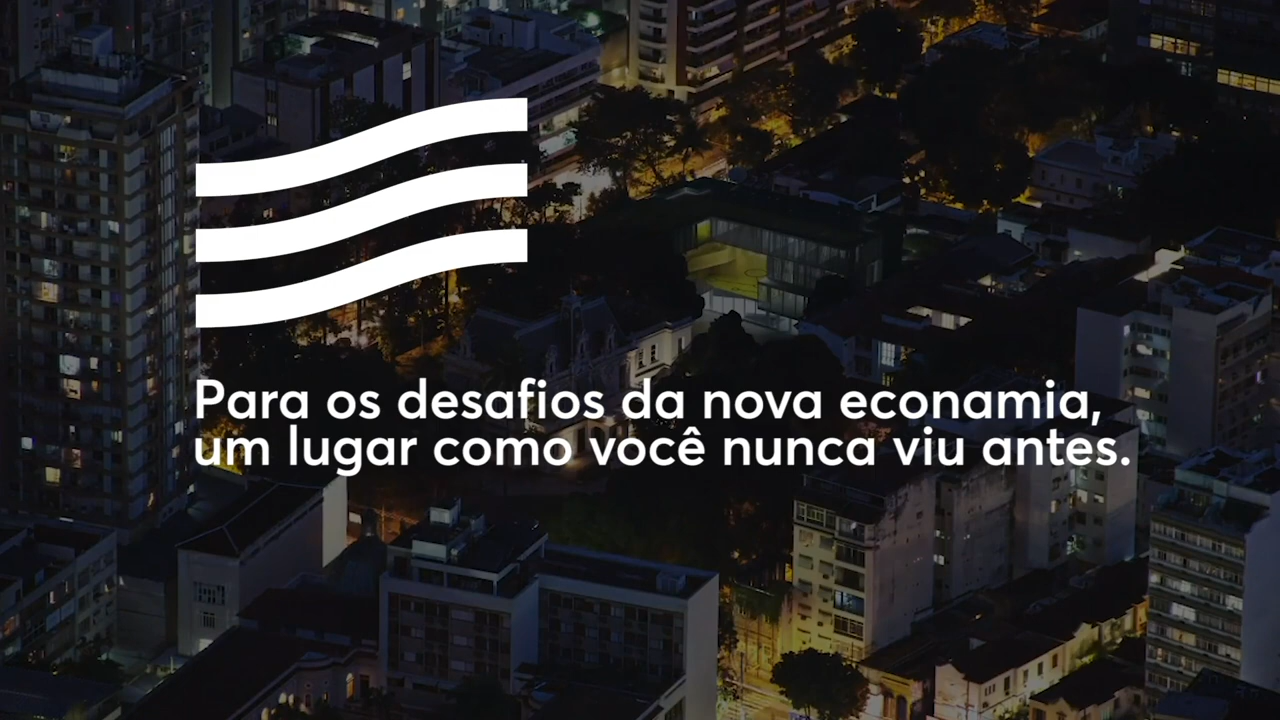 Para os desafios da nova econamia,
um lugar como você nunca viu antes.